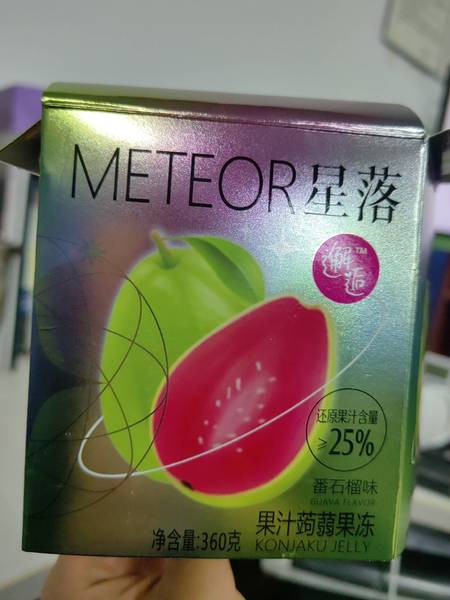 METEOR星落
邂逅™
还原果汁含量
≥25%
番石榴味
GUAVA FLAVOR
果汁蒟蒻果冻
净含量:360克
KONJAKU JELLY